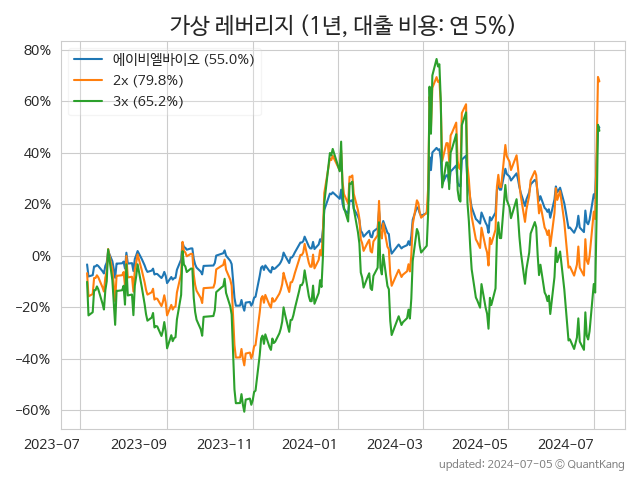 가상 레버리지 (1년, 대출 비용: 연 5%)
에이비엘바이오 (55.0%)
2x (79.8%)
3x (65.2%)
80%
60%
40%
20%
0%
−20%
−40%
−60%
2023-07 2023-09 2023-11 2024-01 2024-03 2024-05 2024-07
updated: 2024-07-05 © QuantKang